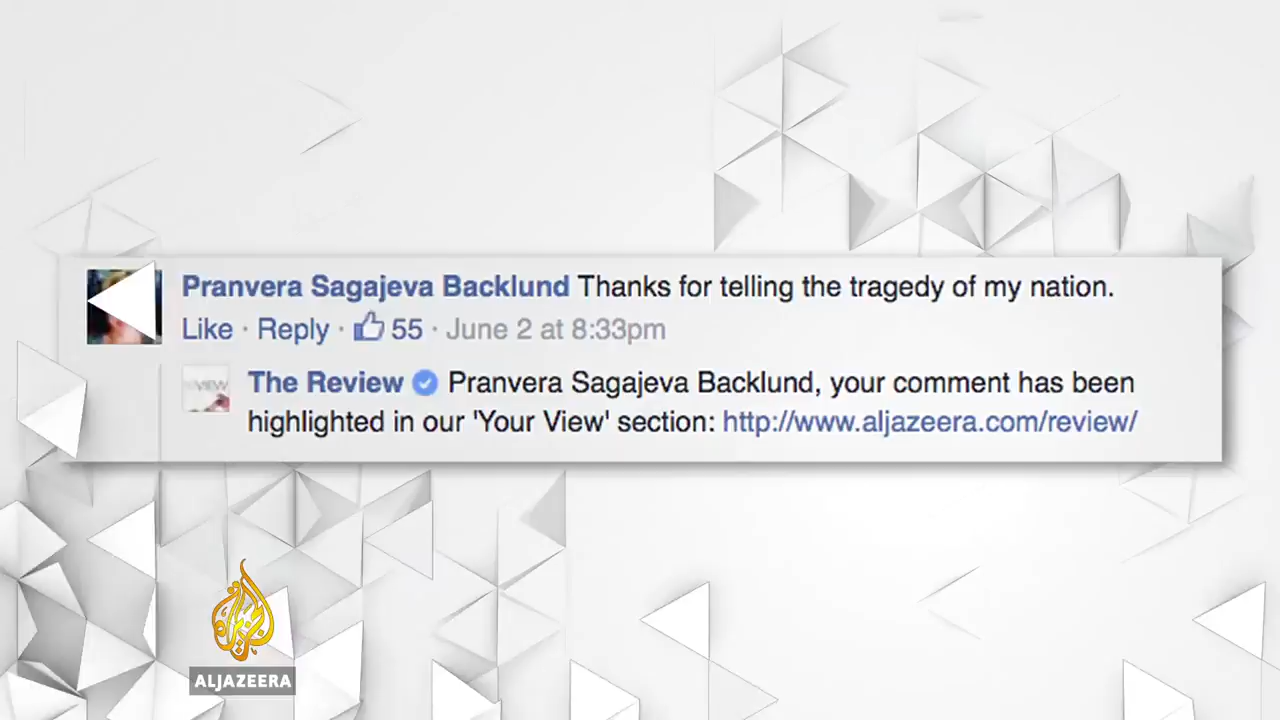 Pranvera Sagajeva Backlund Thanks for telling the tragedy of my nation.
Like · Reply · 55 · June 2 at 8:33pm
The Review Pranvera Sagajeva Backlund, your comment has been
highlighted in our 'Your View' section: http://www.aljazeera.com/review/
ALJAZEERA